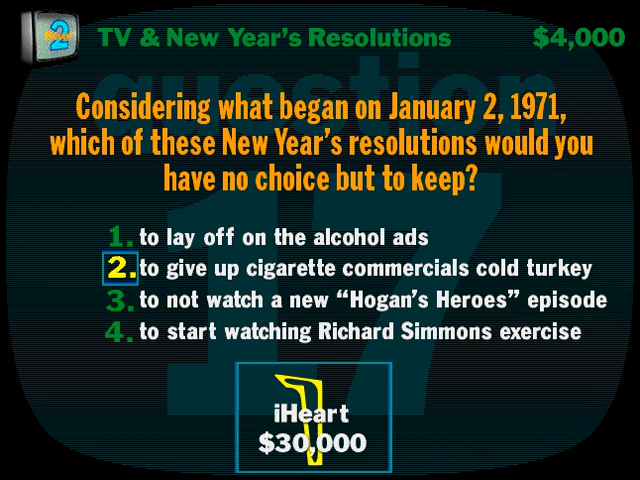 2
TV & New Year's Resolutions $4,000
question
17
Considering what began on January 2, 1971,
which of these New Year's resolutions would you
have no choice but to keep?
1. to lay off on the alcohol ads
2. to give up cigarette commercials cold turkey
3. to not watch a new “Hogan's Heroes” episode
4. to start watching Richard Simmons exercise
iHeart
$30,000